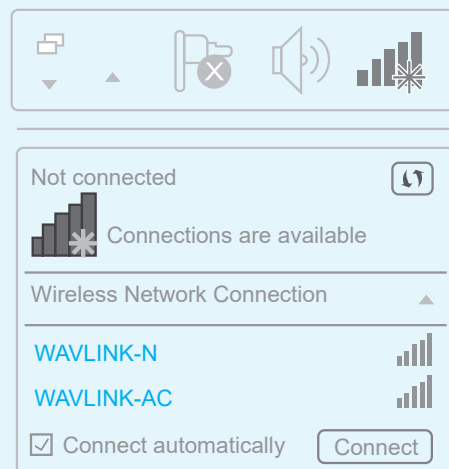 Not connected
Connections are available
Wireless Network Connection
WAVLINK-N
WAVLINK-AC
Connect automatically
Connect